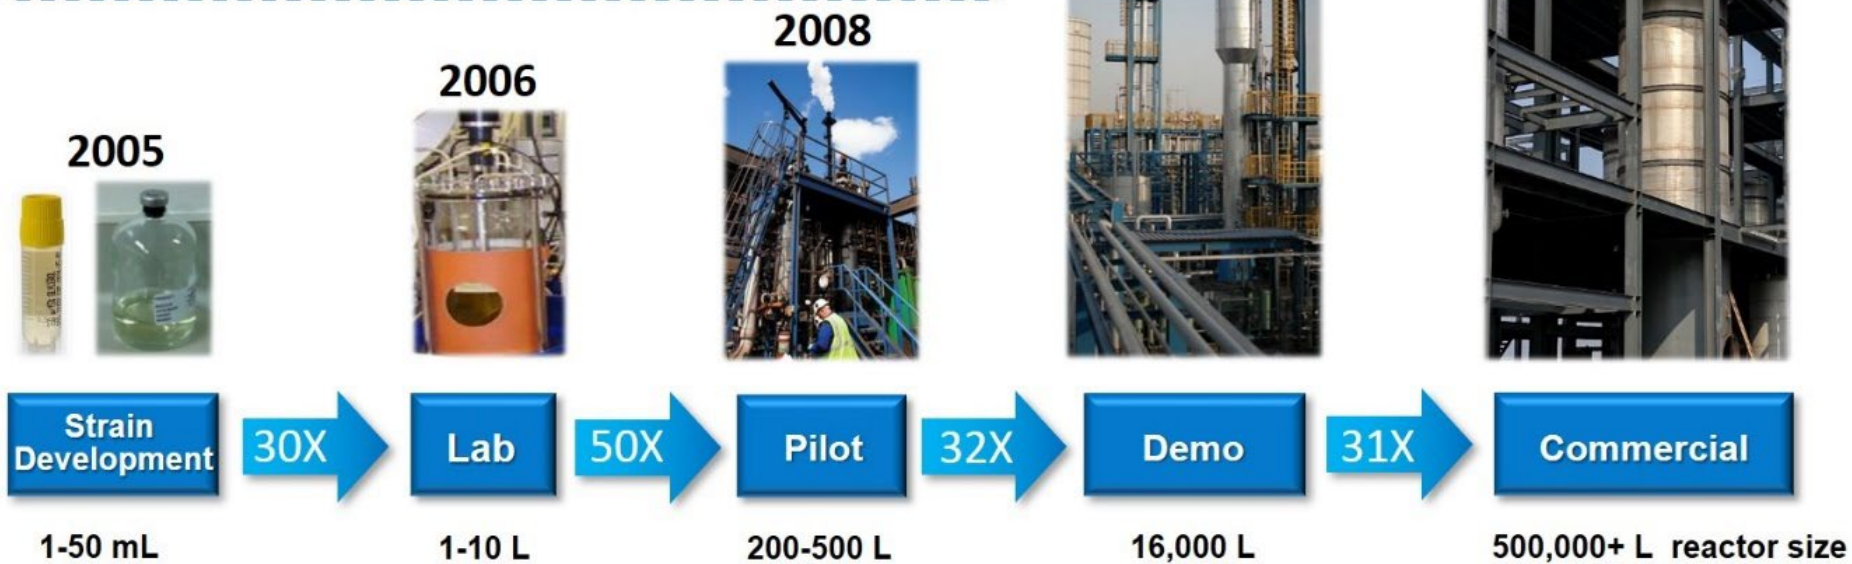 2008
2006
2005
Strain
Development
30X
Lab
50X
Pilot
32X
Demo
31X
Commercial
1-50 mL
1-10 L
200-500 L
16,000 L
500,000+ L reactor size